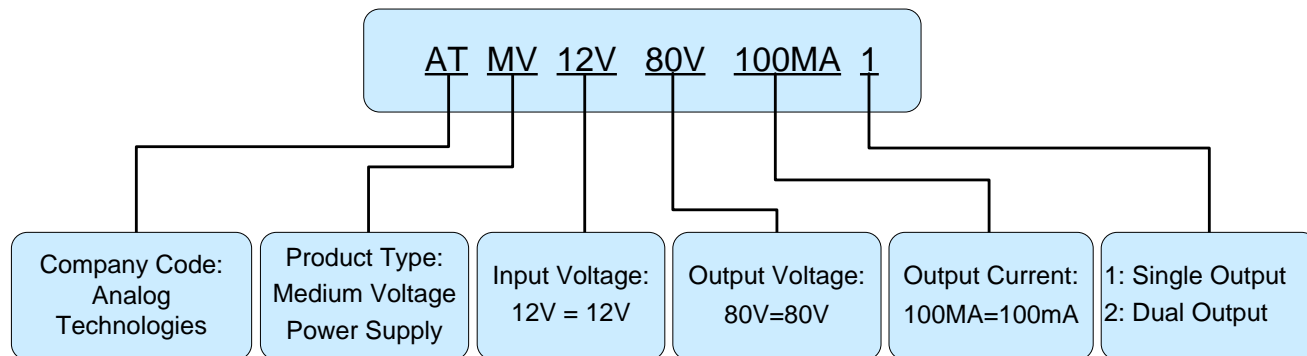 AT MV 12V 80V 100MA 1
Company Code:
Analog
Technologies
Product Type:
Medium Voltage
Power Supply
Input Voltage:
12V = 12V
Output Voltage:
80V=80V
Output Current:
100MA=100mA
1: Single Output
2: Dual Output